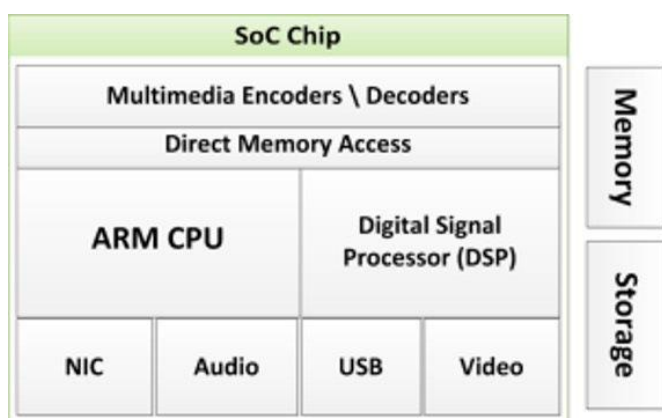 SoC Chip
Multimedia Encoders \ Decoders
Direct Memory Access
ARM CPU
Digital Signal
Processor (DSP)
NIC
Audio
USB
Video
Memory
Storage